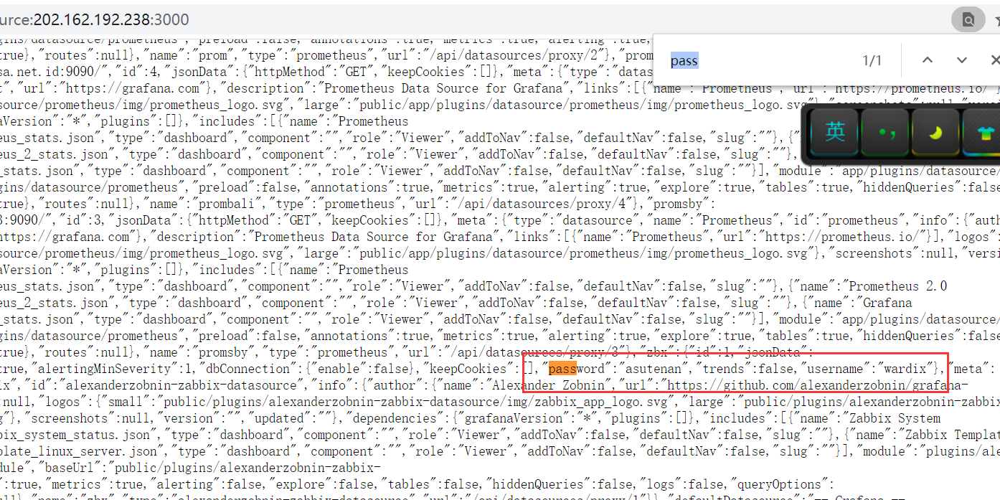 urce:202.162.192.238:3000
pass 1/1
gins/datasource/prometheus","preload":false,"annotations":true,"metrics":true,"alerting":true,
true},"routes":null},"name":"prom","type":"prometheus","url":"/api/datasources/proxy/2"},"prom
sa.net.id:9090/","id":4,"jsonData":{"httpMethod":"GET","keepCookies":[]},"meta":{"type":"datas
t","url":"https://grafana.com"},"description":"Prometheus Data Source for Grafana","links":[{"name":"Prometheus","url":"https://prometheus.io/"}
source/prometheus/img/prometheus_logo.svg","large":"public/app/plugins/datasource/prometheus/img/prometheus_logo.svg"},"screenshots":null,"versi
aVersion":"*","plugins":[]},"includes":[{"name":"Prometheus
eus_stats.json","type":"dashboard","component":"","role":"Viewer","addToNav":false,"defaultNav":false,"slug":""},{"
英
eus_2_stats.json","type":"dashboard","component":"","role":"Viewer","addToNav":false,"defaultNav":false,"slug":""},
_stats.json","type":"dashboard","component":"","role":"Viewer","addToNav":false,"defaultNav":false,"slug":""}],"module":"app/plugins/datasource/
gins/datasource/prometheus","preload":false,"annotations":true,"metrics":true,"alerting":true,"explore":true,"tables":true,"hiddenQueries":false
true},"routes":null},"name":"prombali","type":"prometheus","url":"/api/datasources/proxy/4"},"promsby":
3:9090/","id":3,"jsonData":{"httpMethod":"GET","keepCookies":[]},"meta":{"type":"datasource","name":"Prometheus","id":"prometheus","info":{"auth
https://grafana.com"},"description":"Prometheus Data Source for Grafana","links":[{"name":"Prometheus","url":"https://prometheus.io/"}],"logos":
source/prometheus/img/prometheus_logo.svg","large":"public/app/plugins/datasource/prometheus/img/prometheus_logo.svg"},"screenshots":null,"versi
aVersion":"*","plugins":[]},"includes":[{"name":"Prometheus
eus_stats.json","type":"dashboard","component":"","role":"Viewer","addToNav":false,"defaultNav":false,"slug":""},{"name":"Prometheus 2.0
eus_2_stats.json","type":"dashboard","component":"","role":"Viewer","addToNav":false,"defaultNav":false,"slug":""},{"name":"Grafana
_stats.json","type":"dashboard","component":"","role":"Viewer","addToNav":false,"defaultNav":false,"slug":""}],"module":"app/plugins/datasource/
gins/datasource/prometheus","preload":false,"annotations":true,"metrics":true,"alerting":true,"explore":true,"tables":true,"hiddenQueries":false
true},"routes":null},"name":"promsby","type":"prometheus","url":"/api/datasources/proxy/3"},"zbx":{"id":1,"jsonData":
true,"alertingMinSeverity":1,"dbConnection":{"enable":false},"keepCookies":[],"password":"asutenan","trends":false,"username":"wardix"},"meta":
ix","id":"alexanderzobnin-zabbix-datasource","info":{"author":{"name":"Alexander Zobnin","url":"https://github.com/alexanderzobnin/grafana-
:null,"logos":{"small":"public/plugins/alexanderzobnin-zabbix-datasource/img/zabbix_app_logo.svg","large":"public/plugins/alexanderzobnin-zabbix
g"},"screenshots":null,"version":"","updated":""},"dependencies":{"grafanaVersion":"*","plugins":[]},"includes":[{"name":"Zabbix System
bix_system_status.json","type":"dashboard","component":"","role":"Viewer","addToNav":false,"defaultNav":false,"slug":""},{"name":"Zabbix Templat
plate_linux_server.json","type":"dashboard","component":"","role":"Viewer","addToNav":false,"defaultNav":false,"slug":""}],"module":"plugins/ale
dule","baseUrl":"public/plugins/alexanderzobnin-zabbix-
":true,"metrics":true,"alerting":false,"explore":false,"tables":false,"hiddenQueries":false,"logs":false,"queryOptions":
ull},"name":"zbx","type":"alexanderzobnin-zabbix-datasource","url":"/api/datasources/proxy/1"}},"defaultDatasource":"-- Grafana --